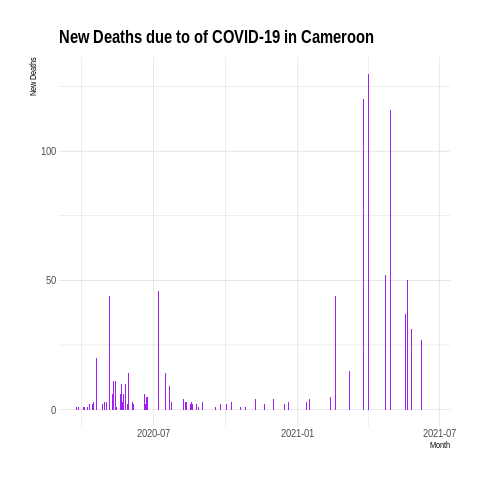 New Deaths due to of COVID-19 in Cameroon
New Deaths
100
50
0
2020-07
2021-01
2021-07
Month